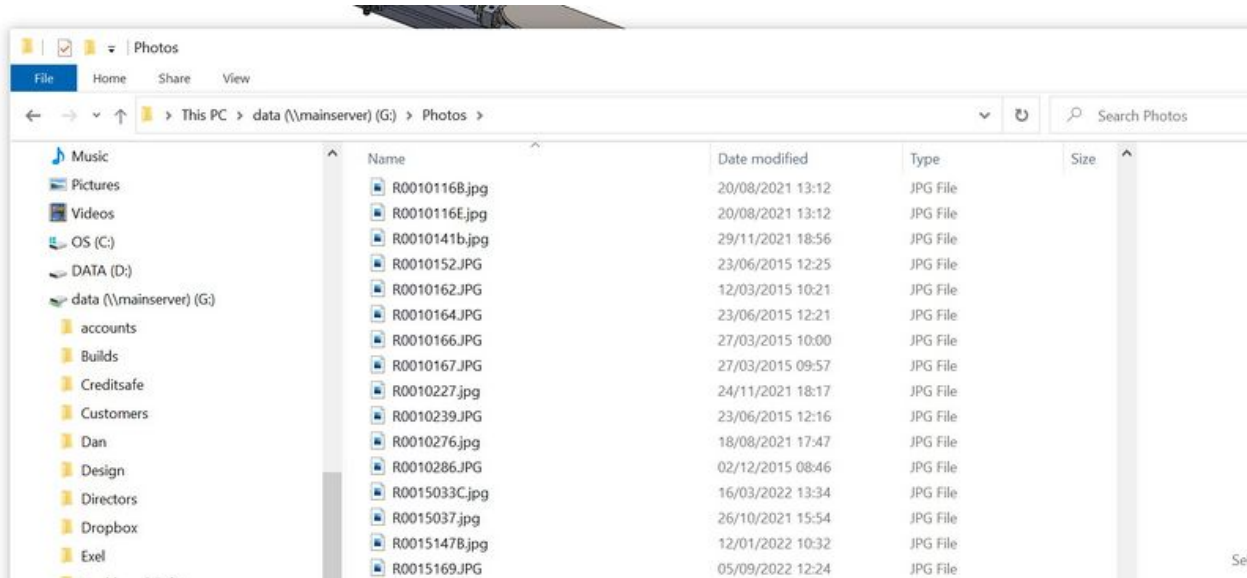 Photos
File Home Share View
This PC > data (\\mainserver) (G:) > Photos >
Search Photos
Music
Pictures
Videos
OS (C:)
DATA (D:)
data (\\mainserver) (G:)
accounts
Builds
Creditsafe
Customers
Dan
Design
Directors
Dropbox
Exel
Name Date modified Type Size
R0010116B.jpg 20/08/2021 13:12 JPG File
R0010116E.jpg 20/08/2021 13:12 JPG File
R0010141b.jpg 29/11/2021 18:56 JPG File
R0010152.JPG 23/06/2015 12:25 JPG File
R0010162.JPG 12/03/2015 10:21 JPG File
R0010164.JPG 23/06/2015 12:21 JPG File
R0010166.JPG 27/03/2015 10:00 JPG File
R0010167.JPG 27/03/2015 09:57 JPG File
R0010227.jpg 24/11/2021 18:17 JPG File
R0010239.JPG 23/06/2015 12:16 JPG File
R0010276.jpg 18/08/2021 17:47 JPG File
R0010286.JPG 02/12/2015 08:46 JPG File
R0015033C.jpg 16/03/2022 13:34 JPG File
R0015037.jpg 26/10/2021 15:54 JPG File
R0015147B.jpg 12/01/2022 10:32 JPG File
R0015169.JPG 05/09/2022 12:24 JPG File
Se